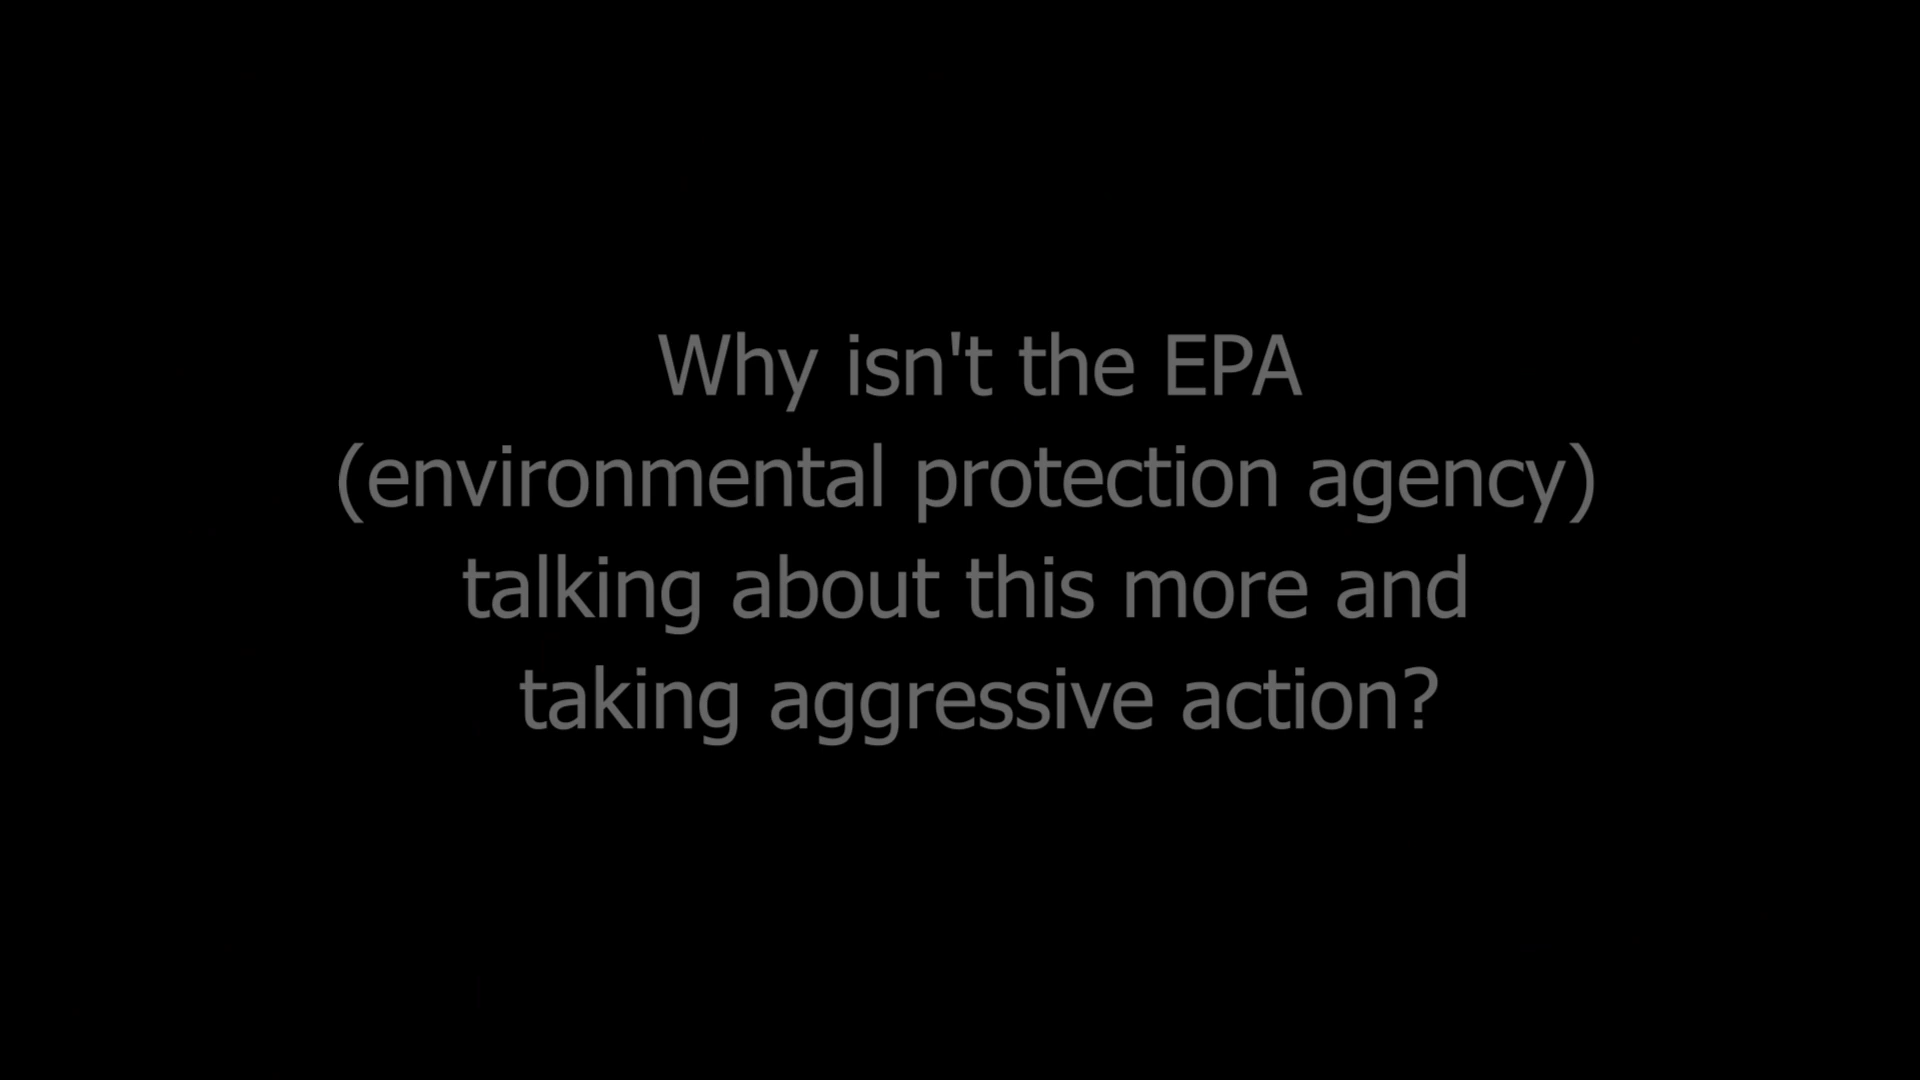 Why isn't the EPA
(environmental protection agency)
talking about this more and
taking aggressive action?